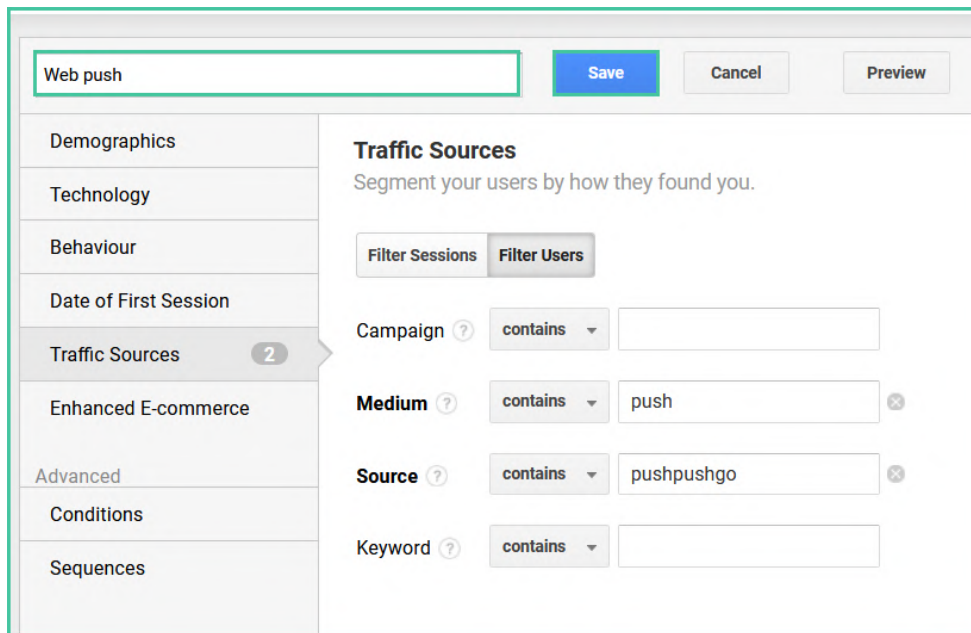 Web push
Save
Cancel
Preview
Demographics
Technology
Behaviour
Date of First Session
Traffic Sources 2
Enhanced E-commerce
Advanced
Conditions
Sequences
Traffic Sources
Segment your users by how they found you.
Filter Sessions Filter Users
Campaign ? contains
Medium ? contains push
Source ? contains pushpushgo
Keyword ? contains